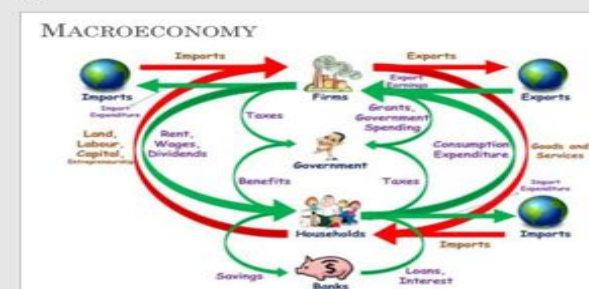 MACROECONOMY
Imports
Exports
Imports
Import
Expenditure
Firms
Export
Earnings
Exports
Taxes
Grants,
Government
Spending
Land,
Labour,
Capital,
Entrepreneurship
Rent,
Wages,
Dividends
Government
Consumption
Expenditure
Goods and
Services
Benefits
Taxes
Import
Expenditure
Households
Imports
Imports
Savings
$
Banks
Loans,
Interest